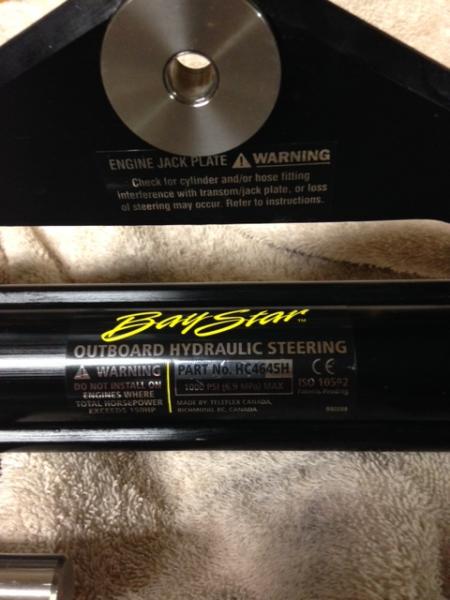 ENGINE JACK PLATE ⚠ WARNING
Check for cylinder and/or hose fitting
interference with transom/jack plate, or loss
of steering may occur. Refer to instructions.
BayStar™
OUTBOARD HYDRAULIC STEERING
⚠ WARNING
DO NOT INSTALL ON
ENGINES WHERE
TOTAL HORSEPOWER
EXCEEDS 150HP
PART No. HC4645H
1000 PSI (6.9 MPa) MAX
MADE BY: TELEFLEX CANADA,
RICHMOND, BC, CANADA
CE
ISO 10592
Patents Pending